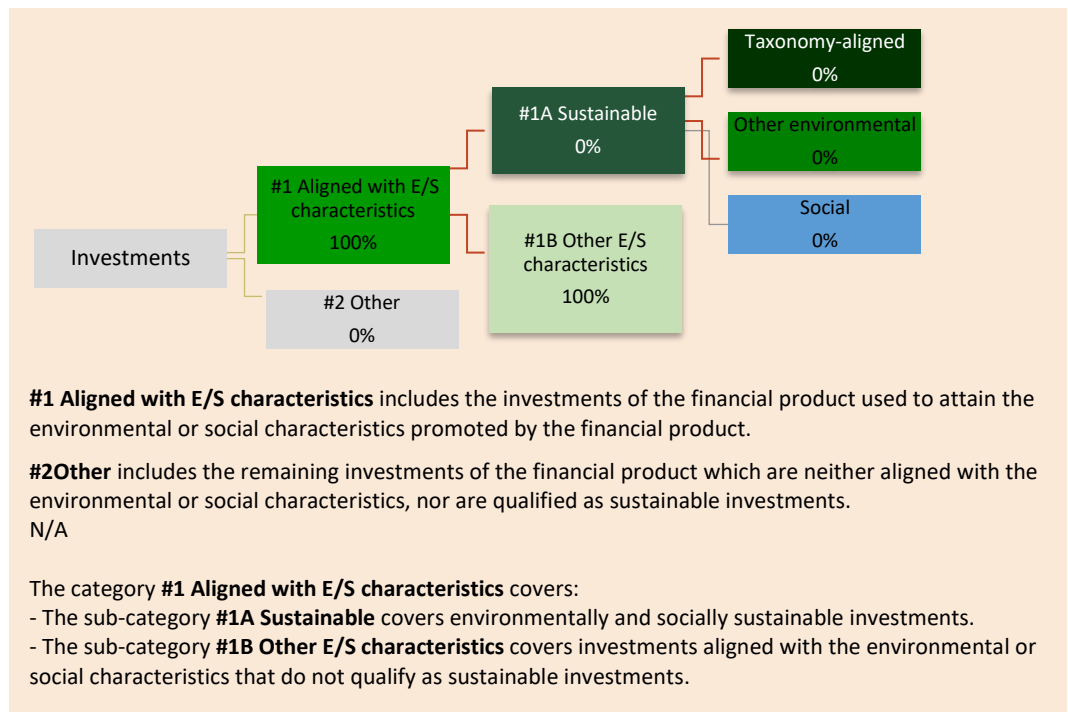 Taxonomy-aligned
0%
#1A Sustainable
0%
Other environmental
0%
#1 Aligned with E/S
characteristics
100%
Social
0%
#1B Other E/S
characteristics
100%
Investments
#2 Other
0%
#1 Aligned with E/S characteristics includes the investments of the financial product used to attain the
environmental or social characteristics promoted by the financial product.
#2Other includes the remaining investments of the financial product which are neither aligned with the
environmental or social characteristics, nor are qualified as sustainable investments.
N/A
The category #1 Aligned with E/S characteristics covers:
- The sub-category #1A Sustainable covers environmentally and socially sustainable investments.
- The sub-category #1B Other E/S characteristics covers investments aligned with the environmental or
social characteristics that do not qualify as sustainable investments.